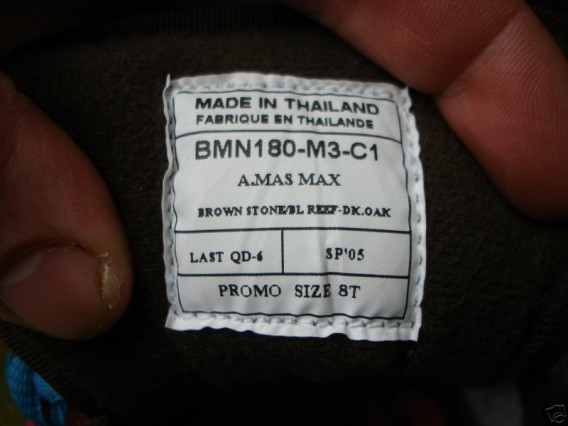 MADE IN THAILAND
FABRIQUE EN THAILANDE
BMN180-M3-C1
A.MAS MAX
BROWN STONE/BL REEF-DK.OAK
LAST QD-6
SP'05
PROMO SIZE 8T